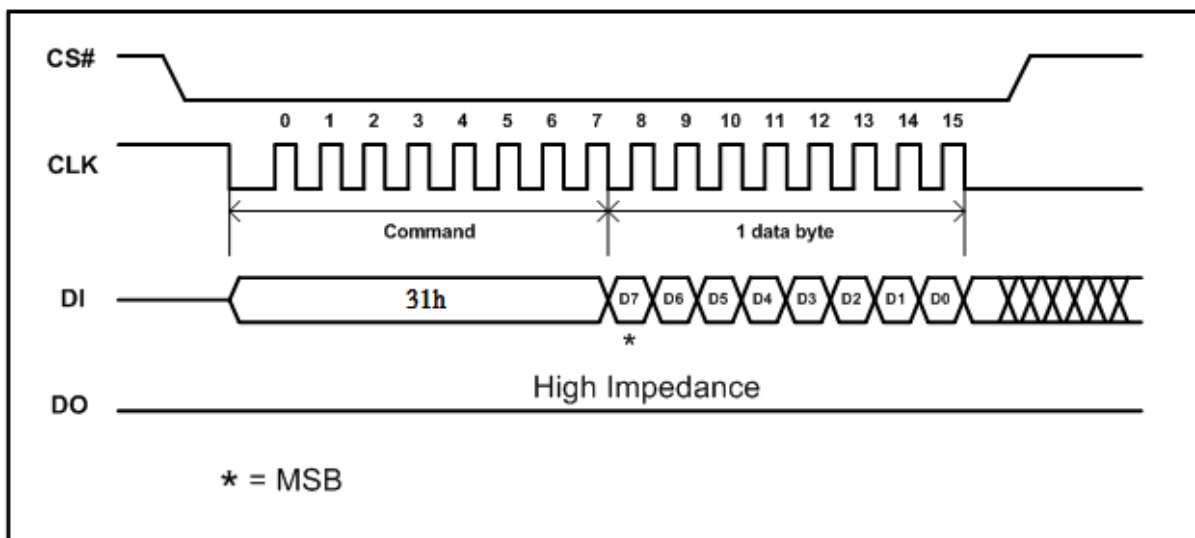 CS#
0 1 2 3 4 5 6 7 8 9 10 11 12 13 14 15
CLK
Command 1 data byte
DI 31h D7 D6 D5 D4 D3 D2 D1 D0
*
High Impedance
DO
* = MSB